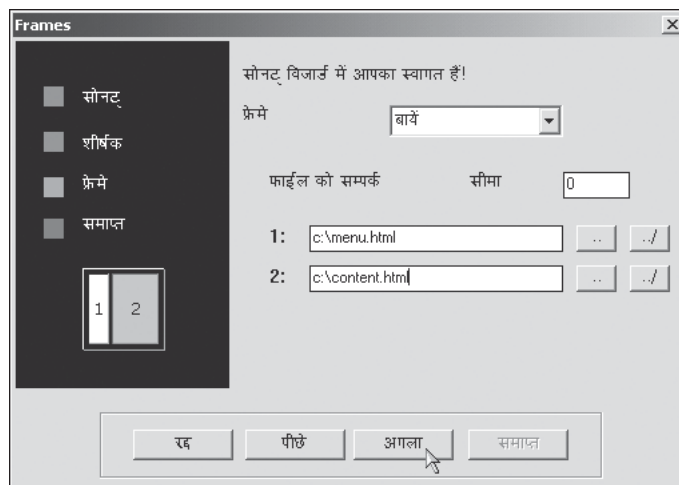 Frames
सोनट्
शीर्षक
फ्रेमे
समाप्त
1 2
सोनट् विजार्ड में आपका स्वागत हैं!
फ्रेमे बायें
फाईल को सम्पर्क सीमा 0
1: c:\menu.html .. ../
2: c:\content.html .. ../
रद्द पीछे अगला समाप्त